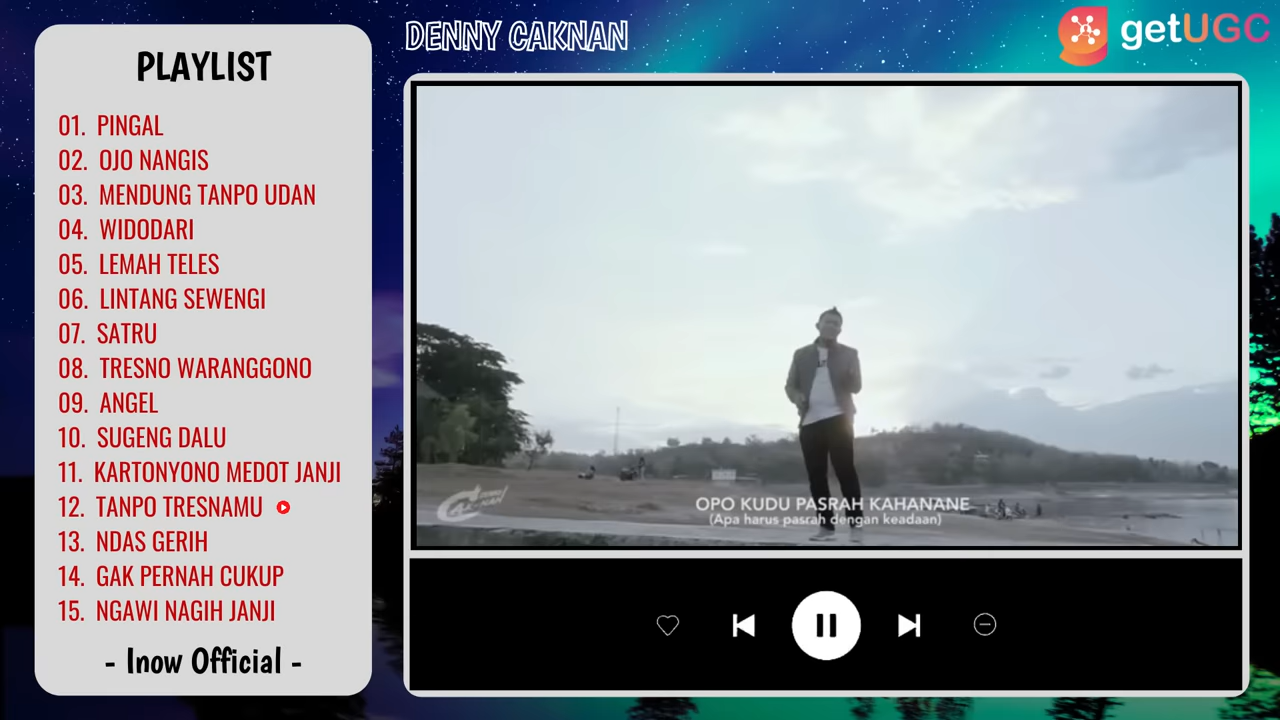 DENNY CAKNAN
getUGC
PLAYLIST
01. PINGAL
02. OJO NANGIS
03. MENDUNG TANPO UDAN
04. WIDODARI
05. LEMAH TELES
06. LINTANG SEWENGI
07. SATRU
08. TRESNO WARANGGONO
09. ANGEL
10. SUGENG DALU
11. KARTONYONO MEDOT JANJI
12. TANPO TRESNAMU
13. NDAS GERIH
14. GAK PERNAH CUKUP
15. NGAWI NAGIH JANJI
- Inow Official -
DENNY
CAKNAN
OPO KUDU PASRAH KAHANANE
(Apa harus pasrah dengan keadaan)